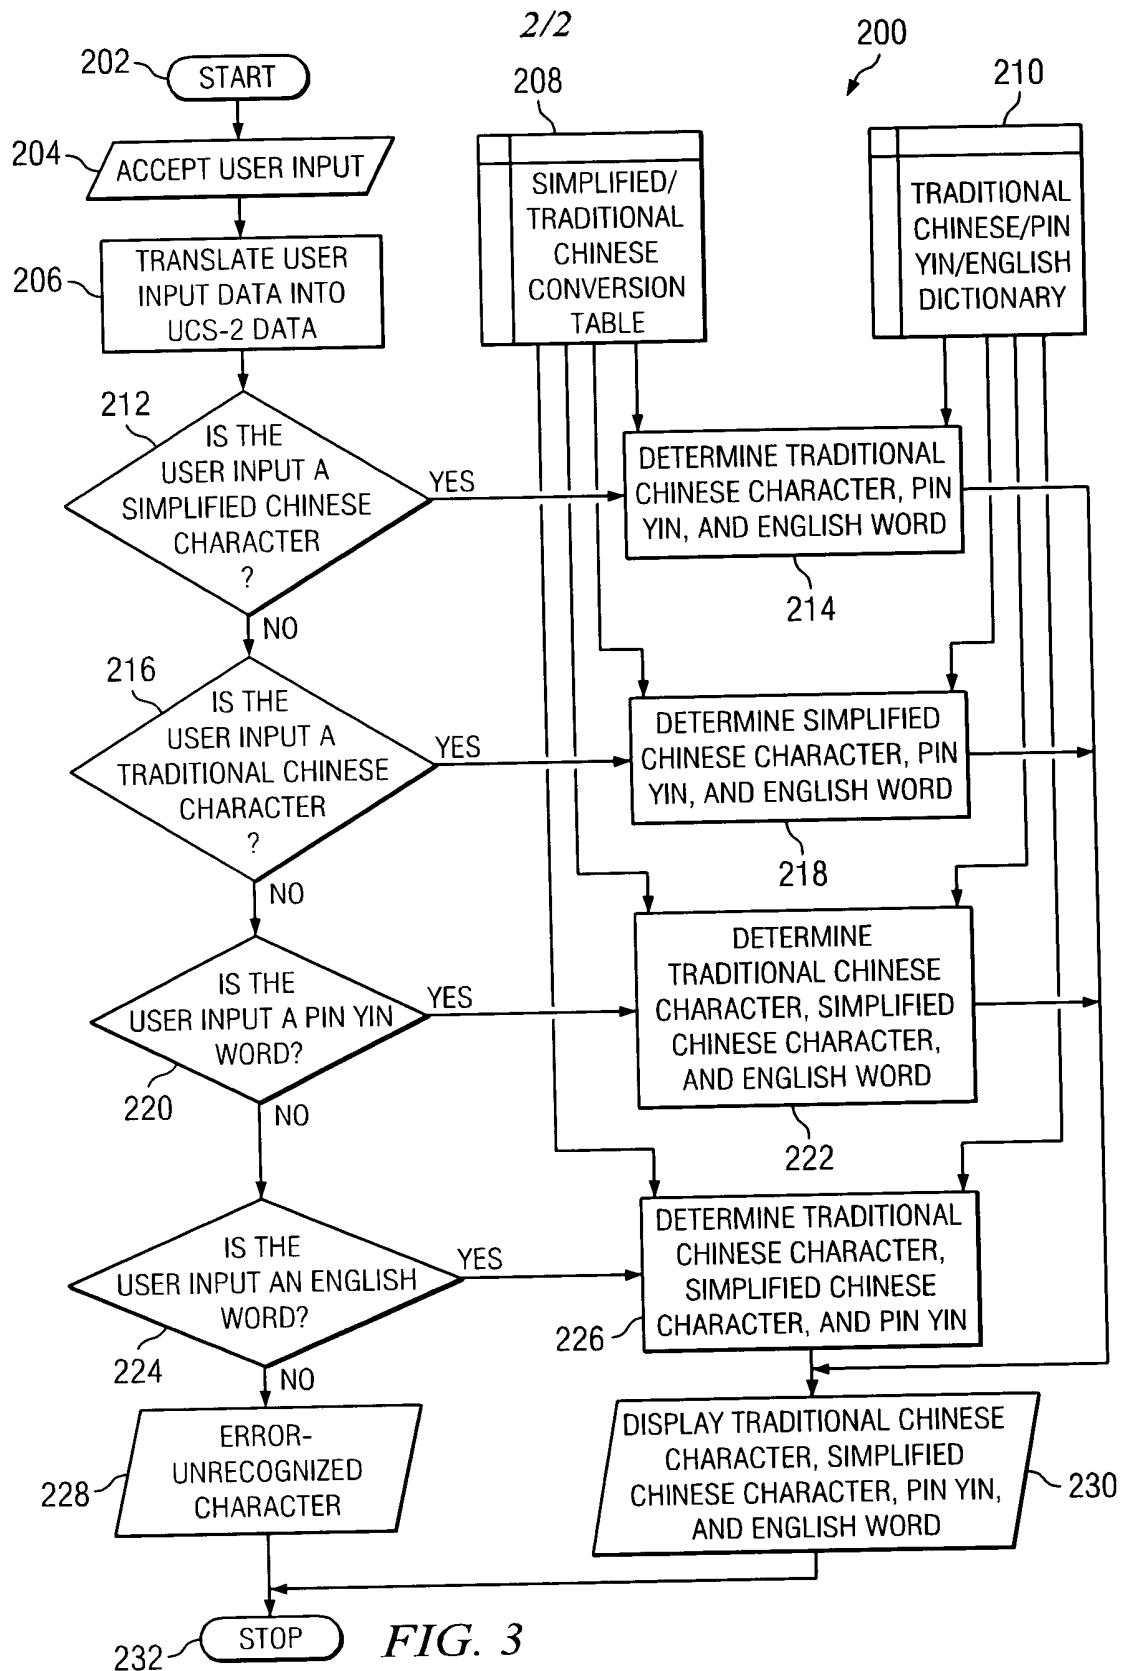 2/2
200
202
START
208
210
204
ACCEPT USER INPUT
SIMPLIFIED/
TRADITIONAL
CHINESE
CONVERSION
TABLE
TRADITIONAL
CHINESE/PIN
YIN/ENGLISH
DICTIONARY
206
TRANSLATE USER
INPUT DATA INTO
UCS-2 DATA
212
IS THE
USER INPUT A
SIMPLIFIED CHINESE
CHARACTER
?
YES
DETERMINE TRADITIONAL
CHINESE CHARACTER, PIN
YIN, AND ENGLISH WORD
214
NO
216
IS THE
USER INPUT A
TRADITIONAL CHINESE
CHARACTER
?
YES
DETERMINE SIMPLIFIED
CHINESE CHARACTER, PIN
YIN, AND ENGLISH WORD
218
NO
IS THE
USER INPUT A PIN YIN
WORD?
220
YES
DETERMINE
TRADITIONAL CHINESE
CHARACTER, SIMPLIFIED
CHINESE CHARACTER,
AND ENGLISH WORD
222
NO
IS THE
USER INPUT AN ENGLISH
WORD?
224
YES
DETERMINE TRADITIONAL
CHINESE CHARACTER,
SIMPLIFIED CHINESE
CHARACTER, AND PIN YIN
226
NO
ERROR-
UNRECOGNIZED
CHARACTER
228
DISPLAY TRADITIONAL CHINESE
CHARACTER, SIMPLIFIED
CHINESE CHARACTER, PIN YIN,
AND ENGLISH WORD
230
STOP
232
FIG. 3